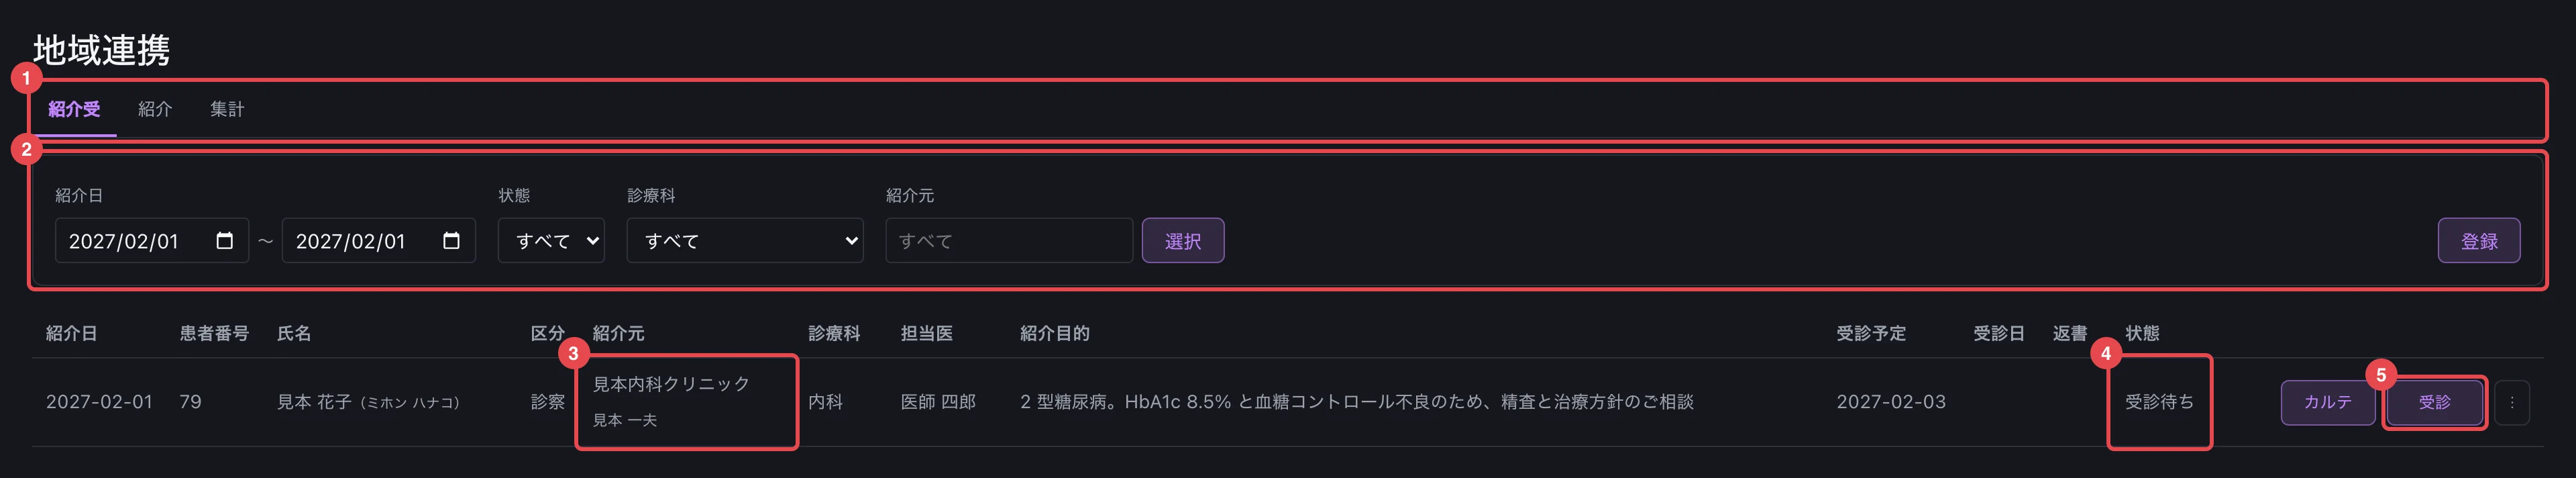 地域連携
1
紹介受 紹介 集計
2
紹介日 状態 診療科 紹介元
2027/02/01 ～ 2027/02/01 すべて すべて すべて 選択 登録
紹介日 患者番号 氏名 区分 紹介元 診療科 担当医 紹介目的 受診予定 受診日 返書 状態
3 4 5
2027-02-01 79 見本 花子（ミホン ハナコ） 診察 見本内科クリニック 内科 医師 四郎 2 型糖尿病。HbA1c 8.5% と血糖コントロール不良のため、精査と治療方針のご相談 2027-02-03 受診待ち カルテ 受診 ⋮
見本 一夫